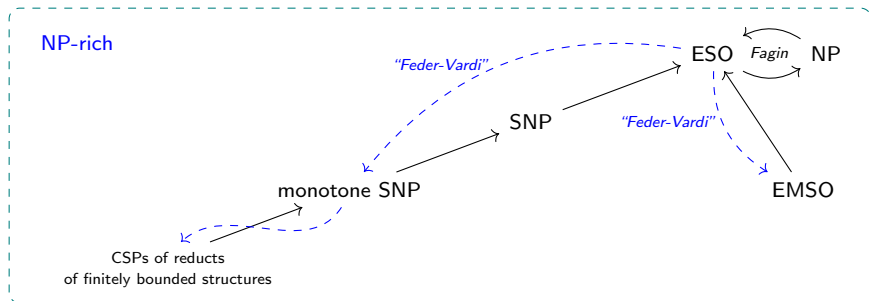 NP-rich
ESO
Fagin
NP
“Feder-Vardi”
SNP
“Feder-Vardi”
monotone SNP
EMSO
CSPs of reducts
of finitely bounded structures